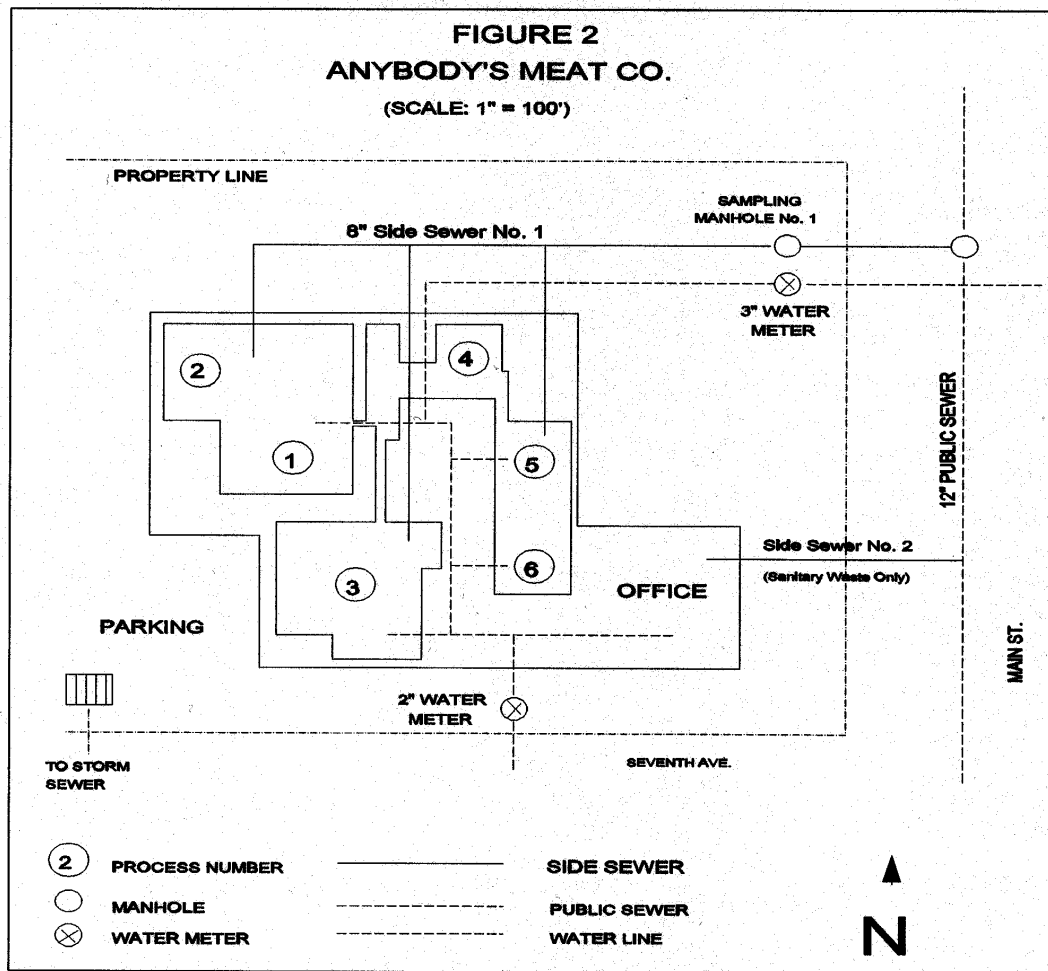 FIGURE 2
ANYBODY'S MEAT CO.
(SCALE: 1" = 100')
PROPERTY LINE
SAMPLING
MANHOLE No. 1
8" Side Sewer No. 1
3" WATER
METER
2
4
1
5
12" PUBLIC SEWER
3
6
Side Sewer No. 2
(Sanitary Waste Only)
OFFICE
PARKING
MAIN ST.
2" WATER
METER
TO STORM
SEWER
SEVENTH AVE.
2 PROCESS NUMBER SIDE SEWER
MANHOLE PUBLIC SEWER
WATER METER WATER LINE
N